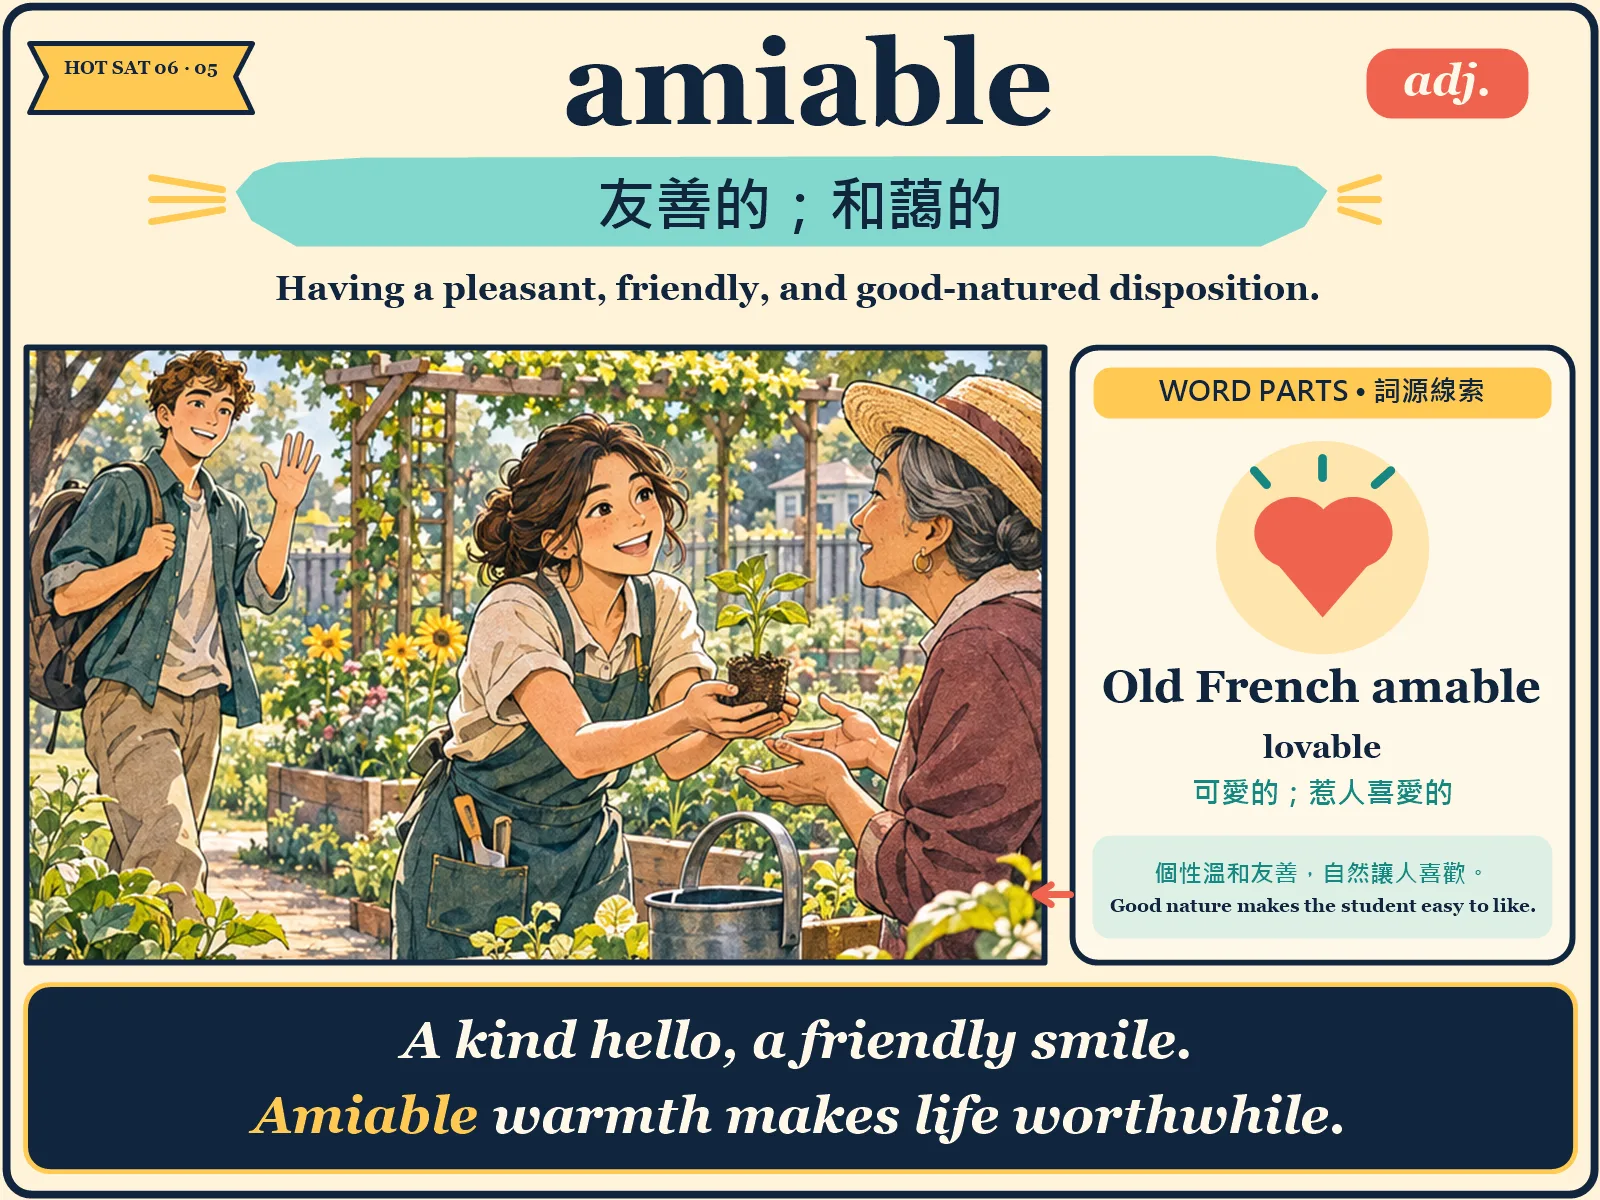 HOT SAT 06 · 05
amiable
adj.
友善的；和藹的
Having a pleasant, friendly, and good-natured disposition.
WORD PARTS • 詞源線索
Old French amable
lovable
可愛的；惹人喜愛的
個性溫和友善，自然讓人喜歡。
Good nature makes the student easy to like.
A kind hello, a friendly smile.
Amiable warmth makes life worthwhile.